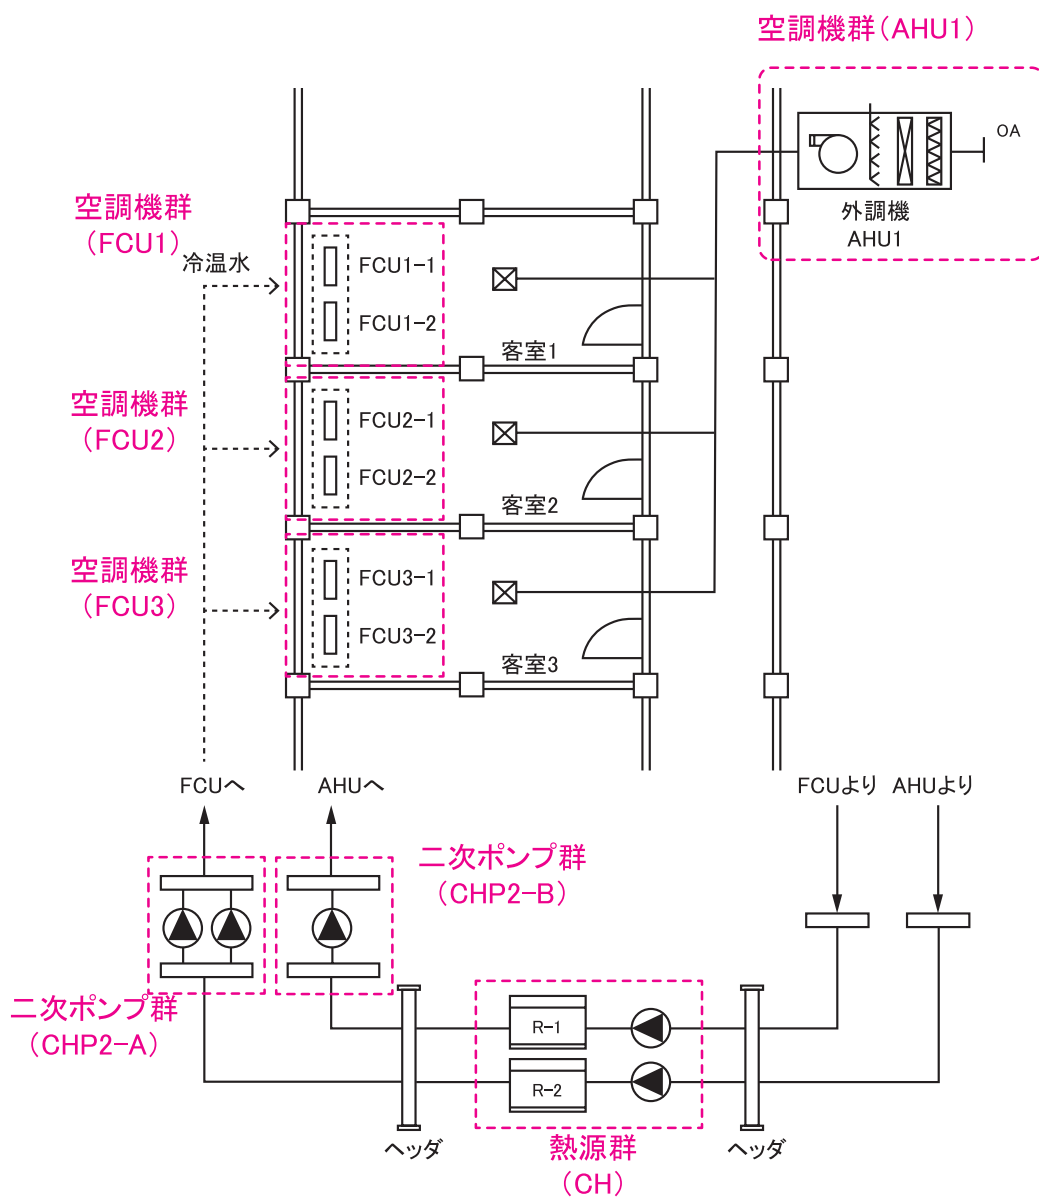 空調機群(AHU1)
OA
外調機
AHU1
空調機群
(FCU1)
冷温水
FCU1-1
FCU1-2
客室1
空調機群
(FCU2)
FCU2-1
FCU2-2
客室2
空調機群
(FCU3)
FCU3-1
FCU3-2
客室3
FCUへ
AHUへ
FCUより
AHUより
二次ポンプ群
(CHP2-B)
二次ポンプ群
(CHP2-A)
R-1
R-2
ヘッダ
熱源群
(CH)
ヘッダ